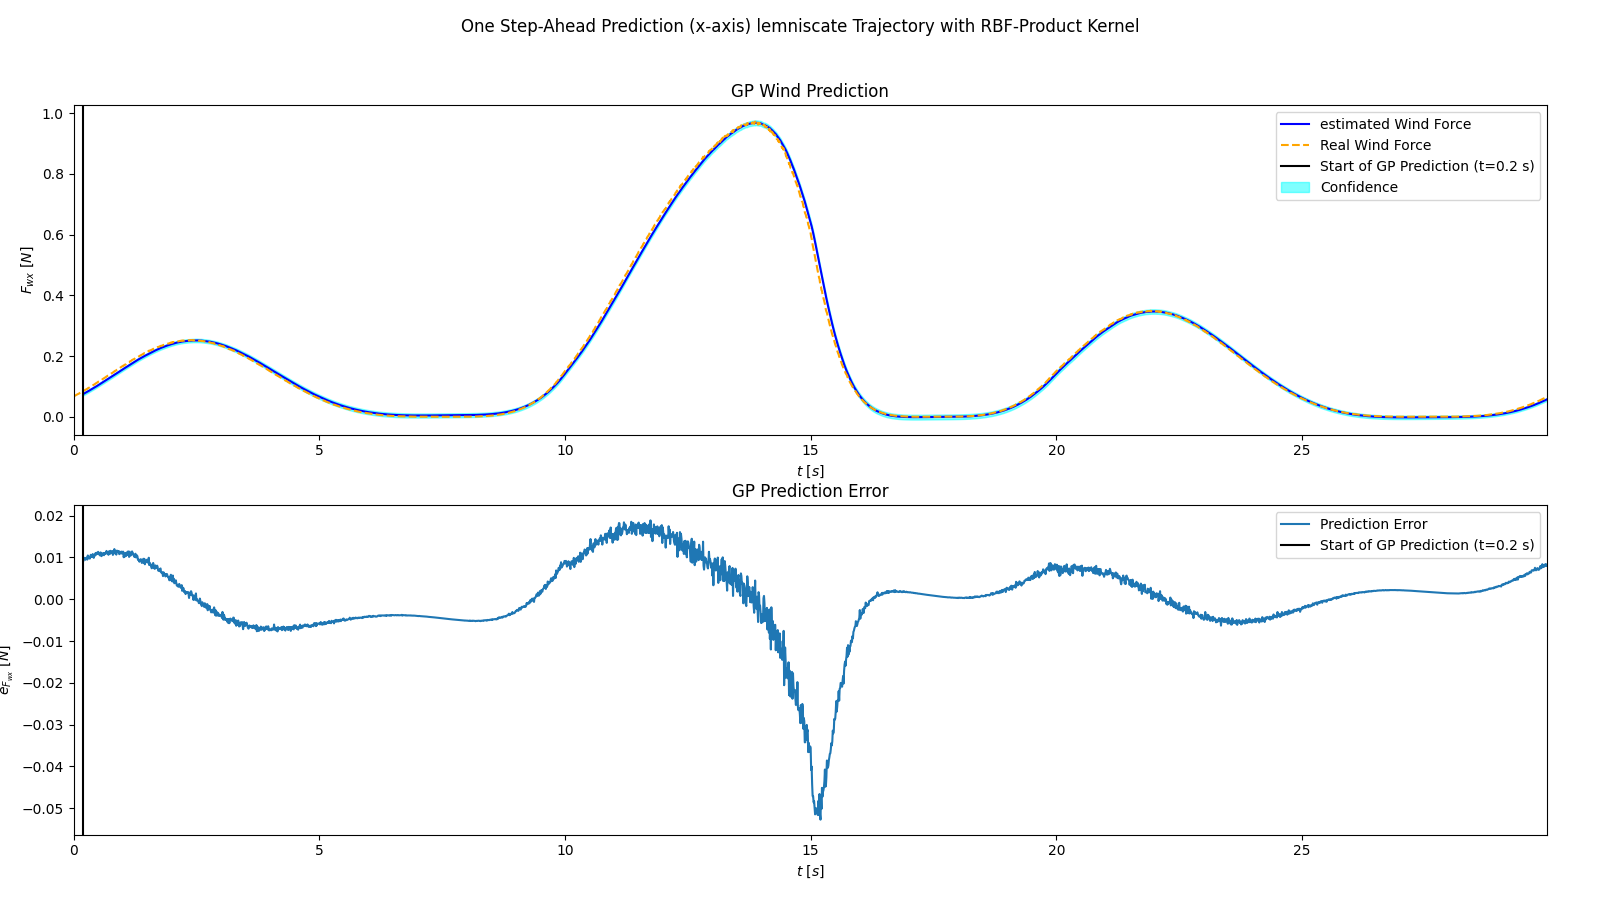 One Step-Ahead Prediction (x-axis) lemniscate Trajectory with RBF-Product Kernel
GP Wind Prediction
1.0
0.8
0.6
0.4
0.2
0.0
F_wx [N]
estimated Wind Force
Real Wind Force
Start of GP Prediction (t=0.2 s)
Confidence
0 5 10 15 20 25
t [s]
GP Prediction Error
0.02
0.01
0.00
−0.01
−0.02
−0.03
−0.04
−0.05
e_F_wx [N]
Prediction Error
Start of GP Prediction (t=0.2 s)
0 5 10 15 20 25
t [s]